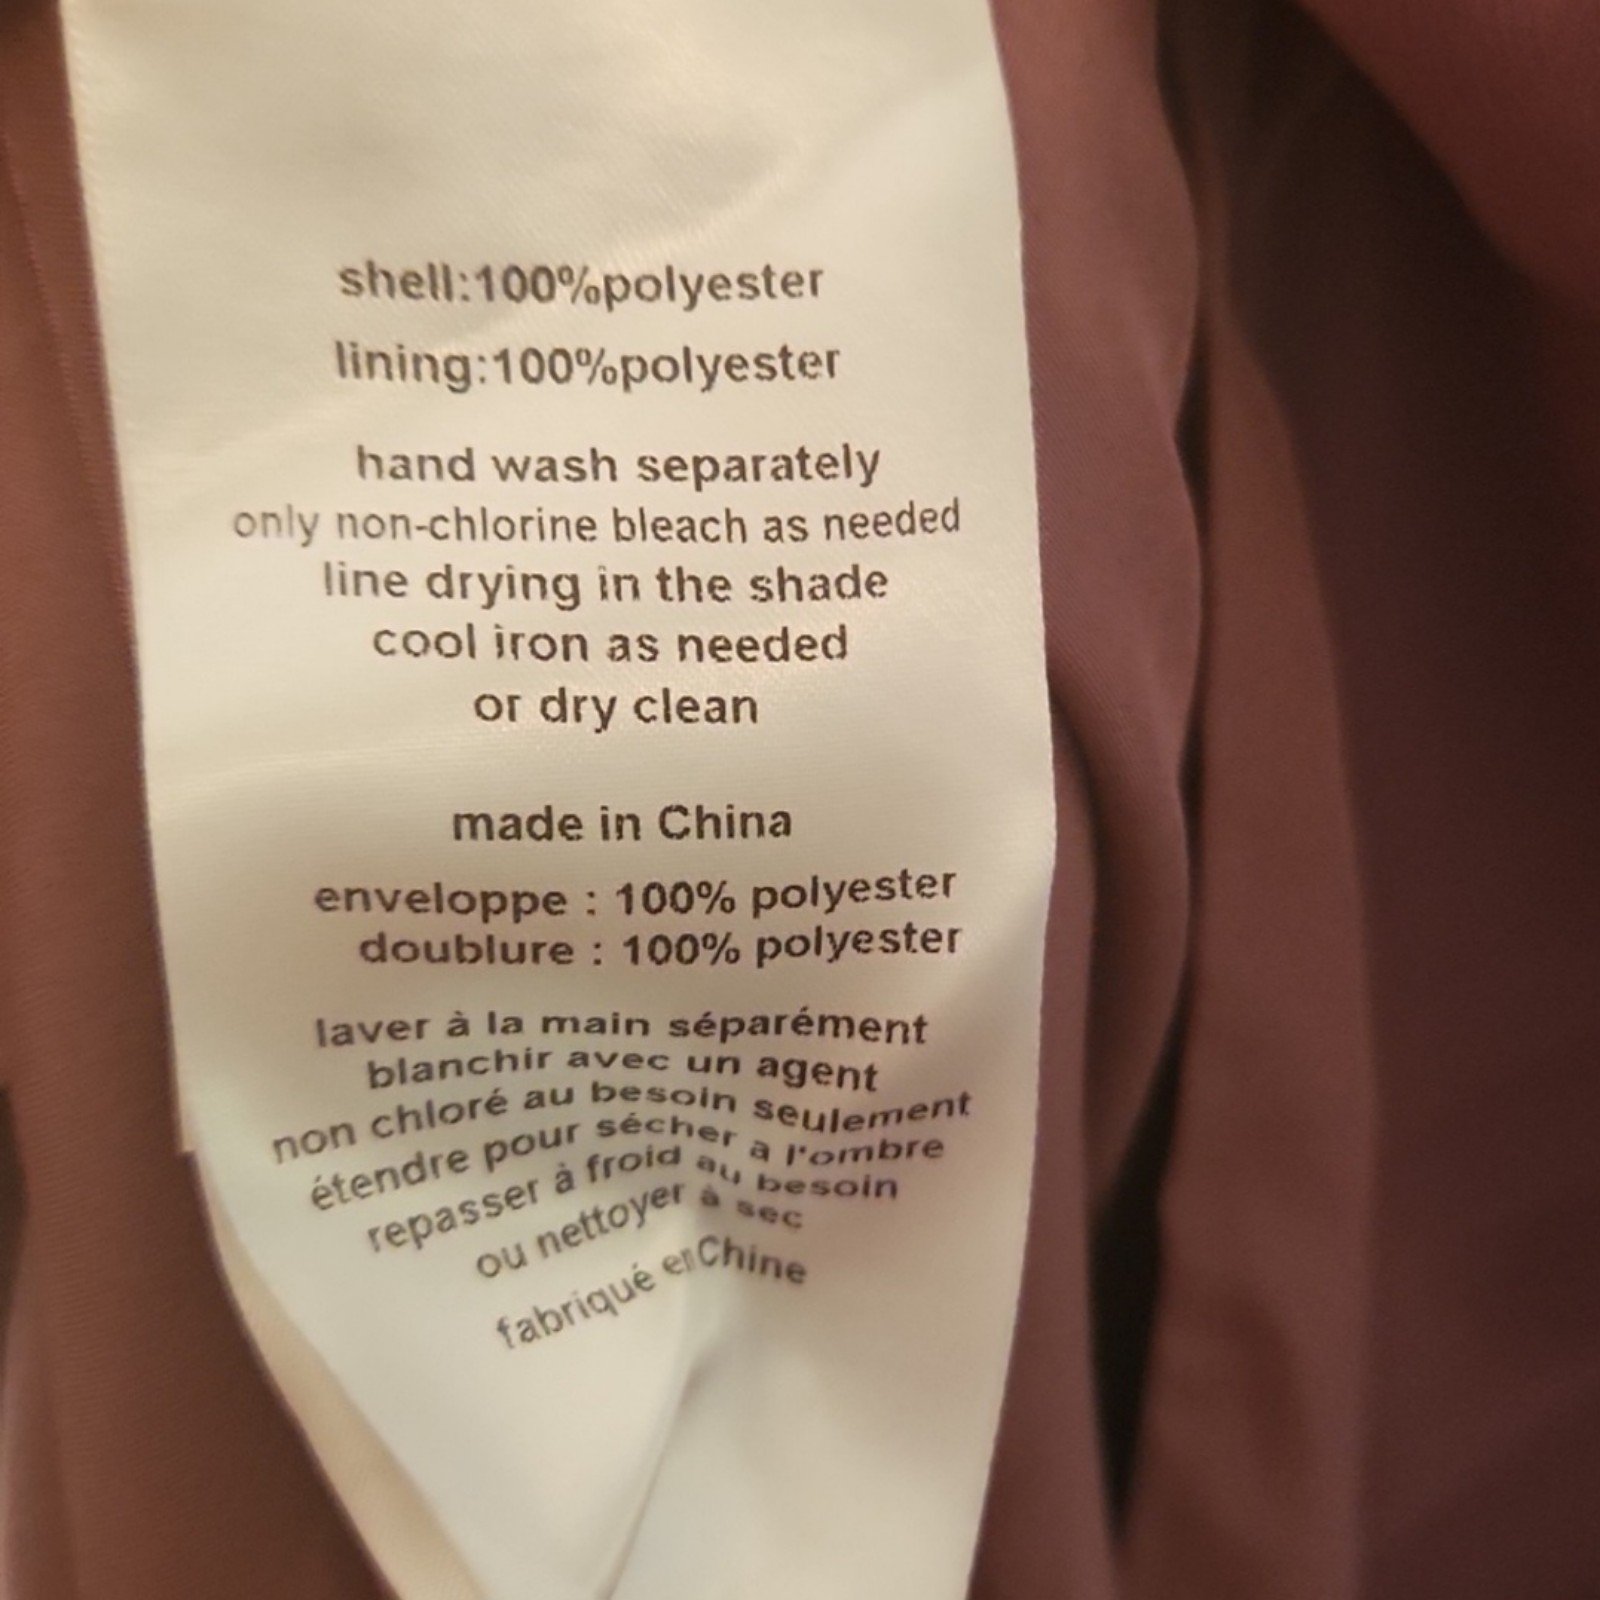 shell:100%polyester
lining:100%polyester
hand wash separately
only non-chlorine bleach as needed
line drying in the shade
cool iron as needed
or dry clean
made in China
enveloppe : 100% polyester
doublure : 100% polyester
laver à la main séparément
blanchir avec un agent
non chloré au besoin seulement
étendre pour sécher à l'ombre
repasser à froid au besoin
ou nettoyer à sec
fabriqué en Chine